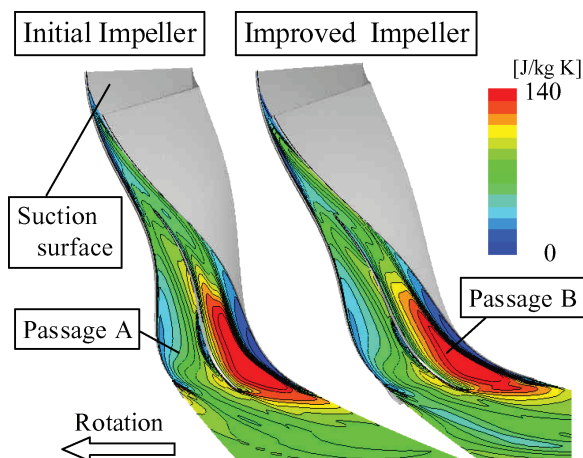 Initial Impeller
Improved Impeller
[J/kg K]
140
0
Suction
surface
Passage A
Passage B
Rotation